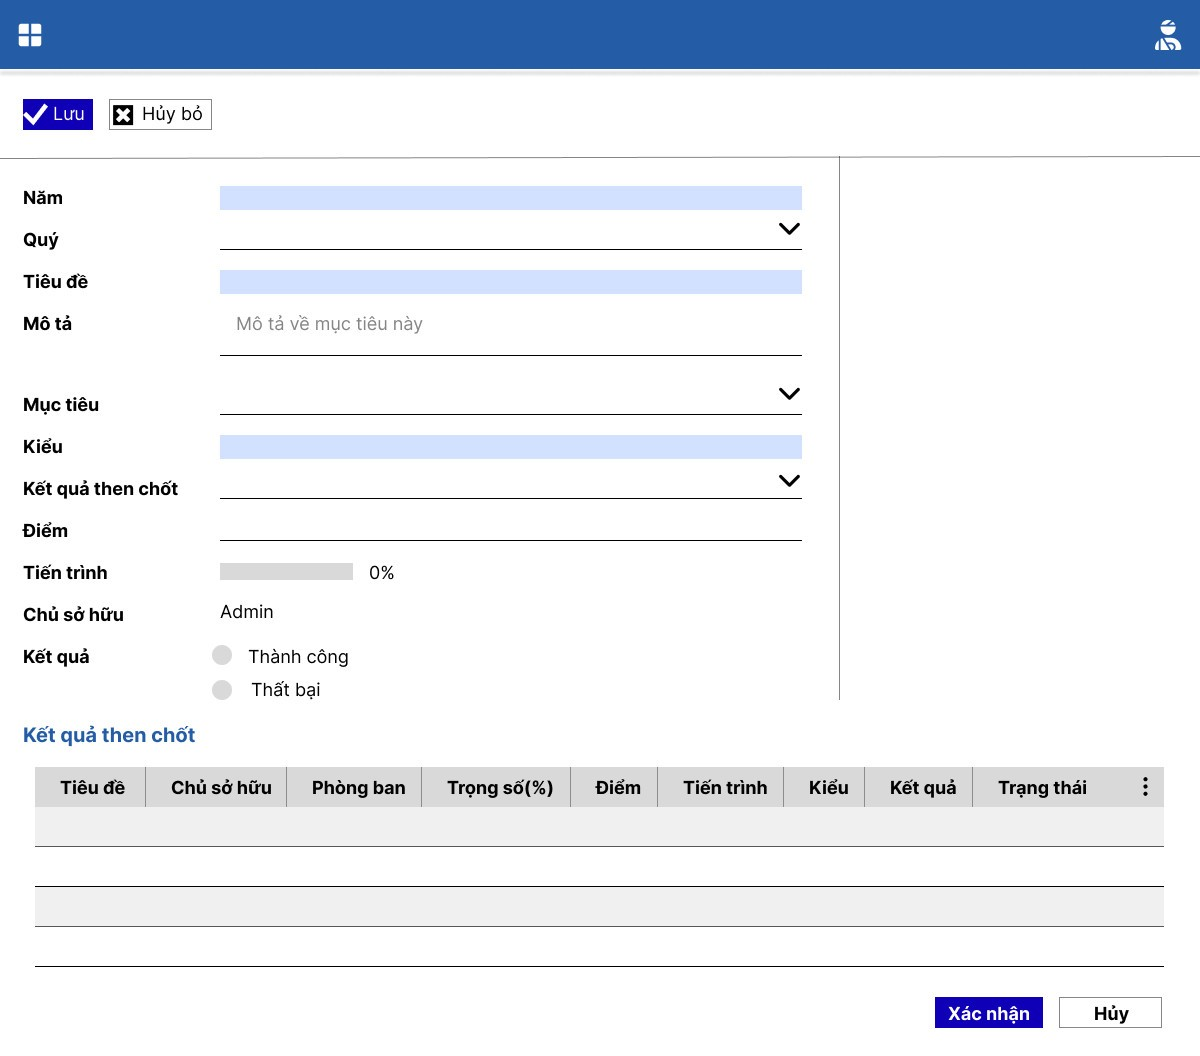 Lưu Hủy bỏ
Năm
Quý
Tiêu đề
Mô tả Mô tả về mục tiêu này
Mục tiêu
Kiểu
Kết quả then chốt
Điểm
Tiến trình 0%
Chủ sở hữu Admin
Kết quả Thành công
Thất bại
Kết quả then chốt
Tiêu đề Chủ sở hữu Phòng ban Trọng số(%) Điểm Tiến trình Kiểu Kết quả Trạng thái
Xác nhận Hủy